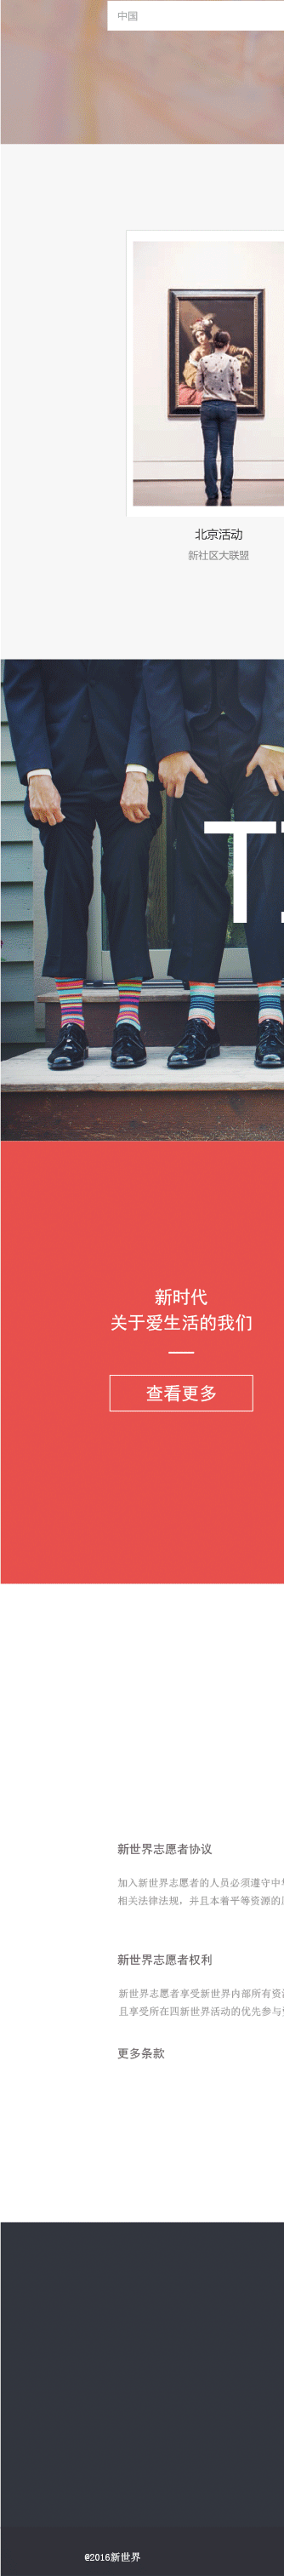 中国
北京活动
新社区大联盟
T
新时代
关于爱生活的我们
查看更多
新世界志愿者协议
加入新世界志愿者的人员必须遵守中
相关法律法规，并且本着平等资源的
新世界志愿者权利
新世界志愿者享受新世界内部所有资
且享受所在四新世界活动的优先参与
更多条款
@2016新世界